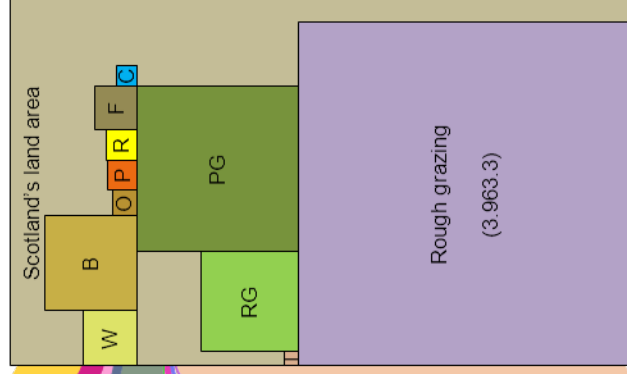 Scotland's land area
W
B
O
P
R
F
C
RG
PG
Rough grazing
(3.963.3)